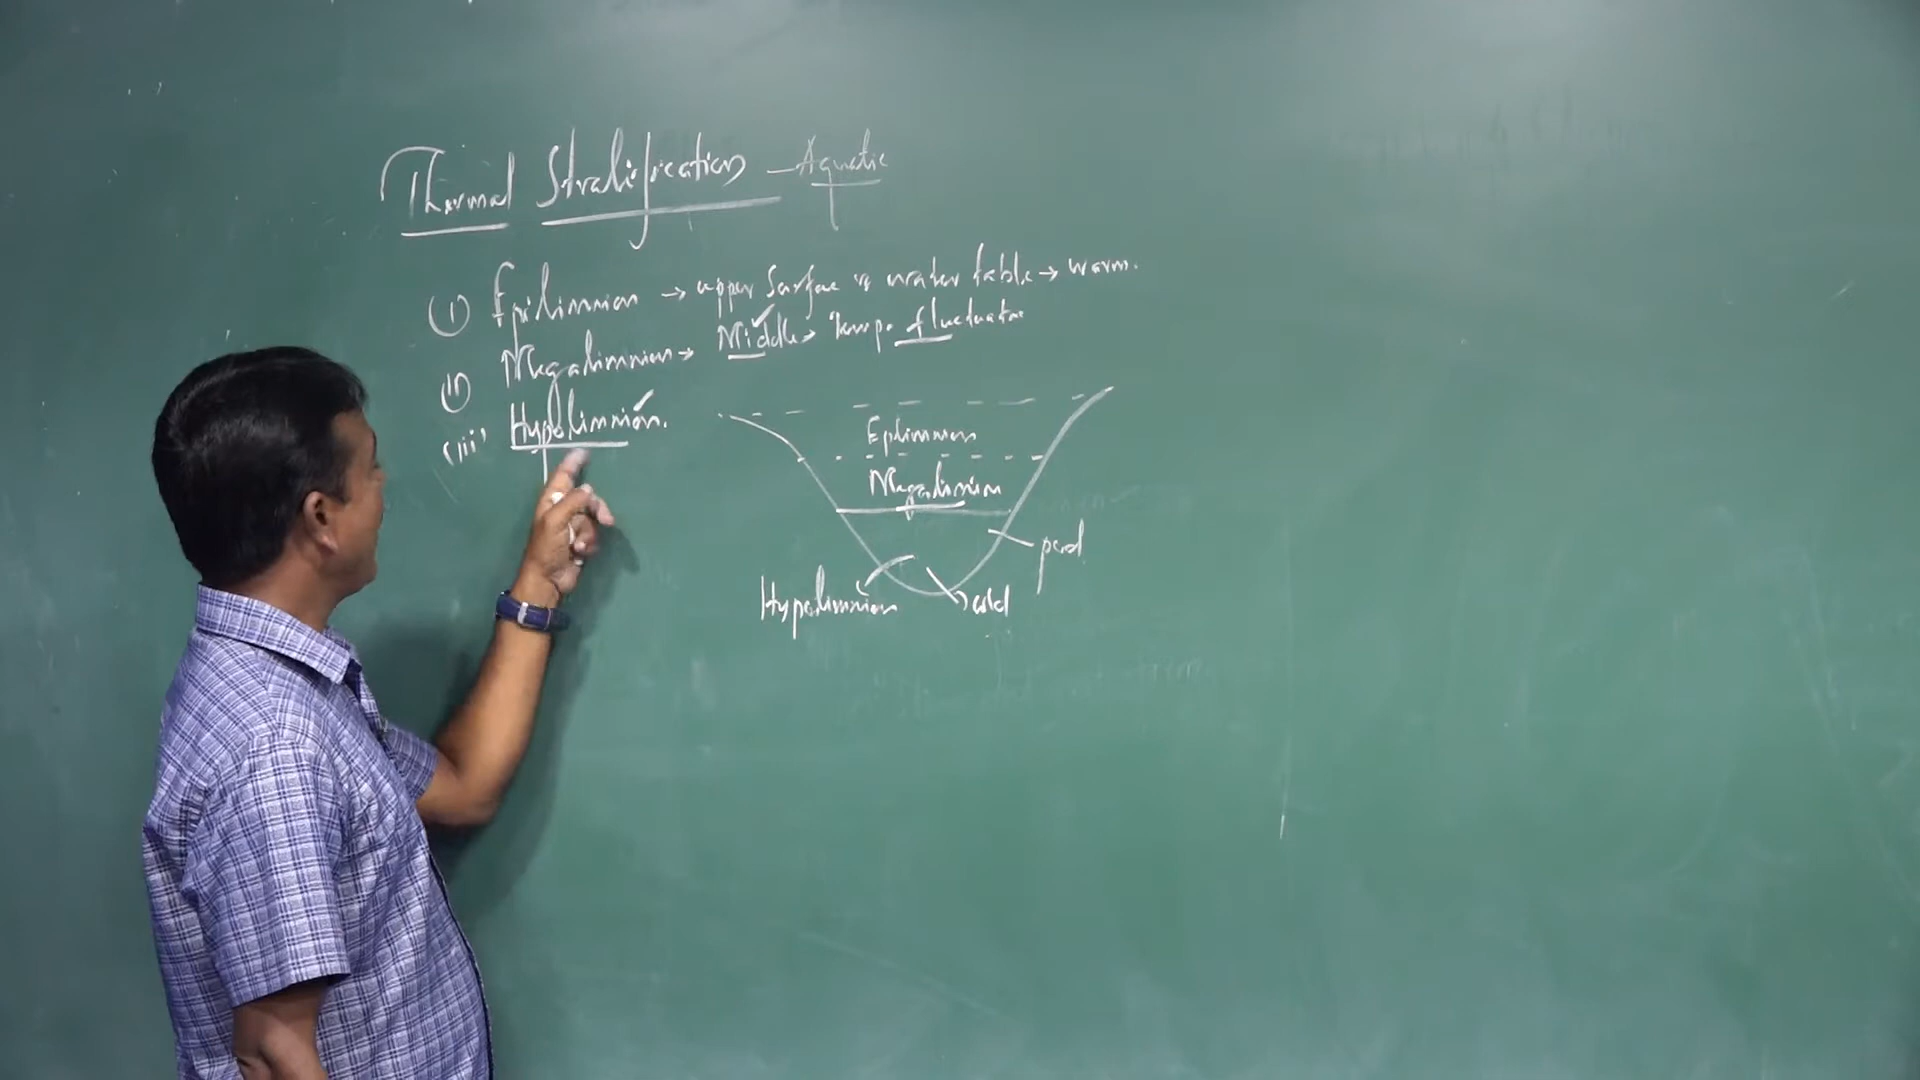 Thermal Stratification - Aquatic
(i) Epilimnion → upper Surface of water table → warm.
(ii) Megalimnion → Middle → Temp. fluctuates
(iii) Hypolimnion.
Epilimnion
Megalimnion
pond
Hypolimnion
cold